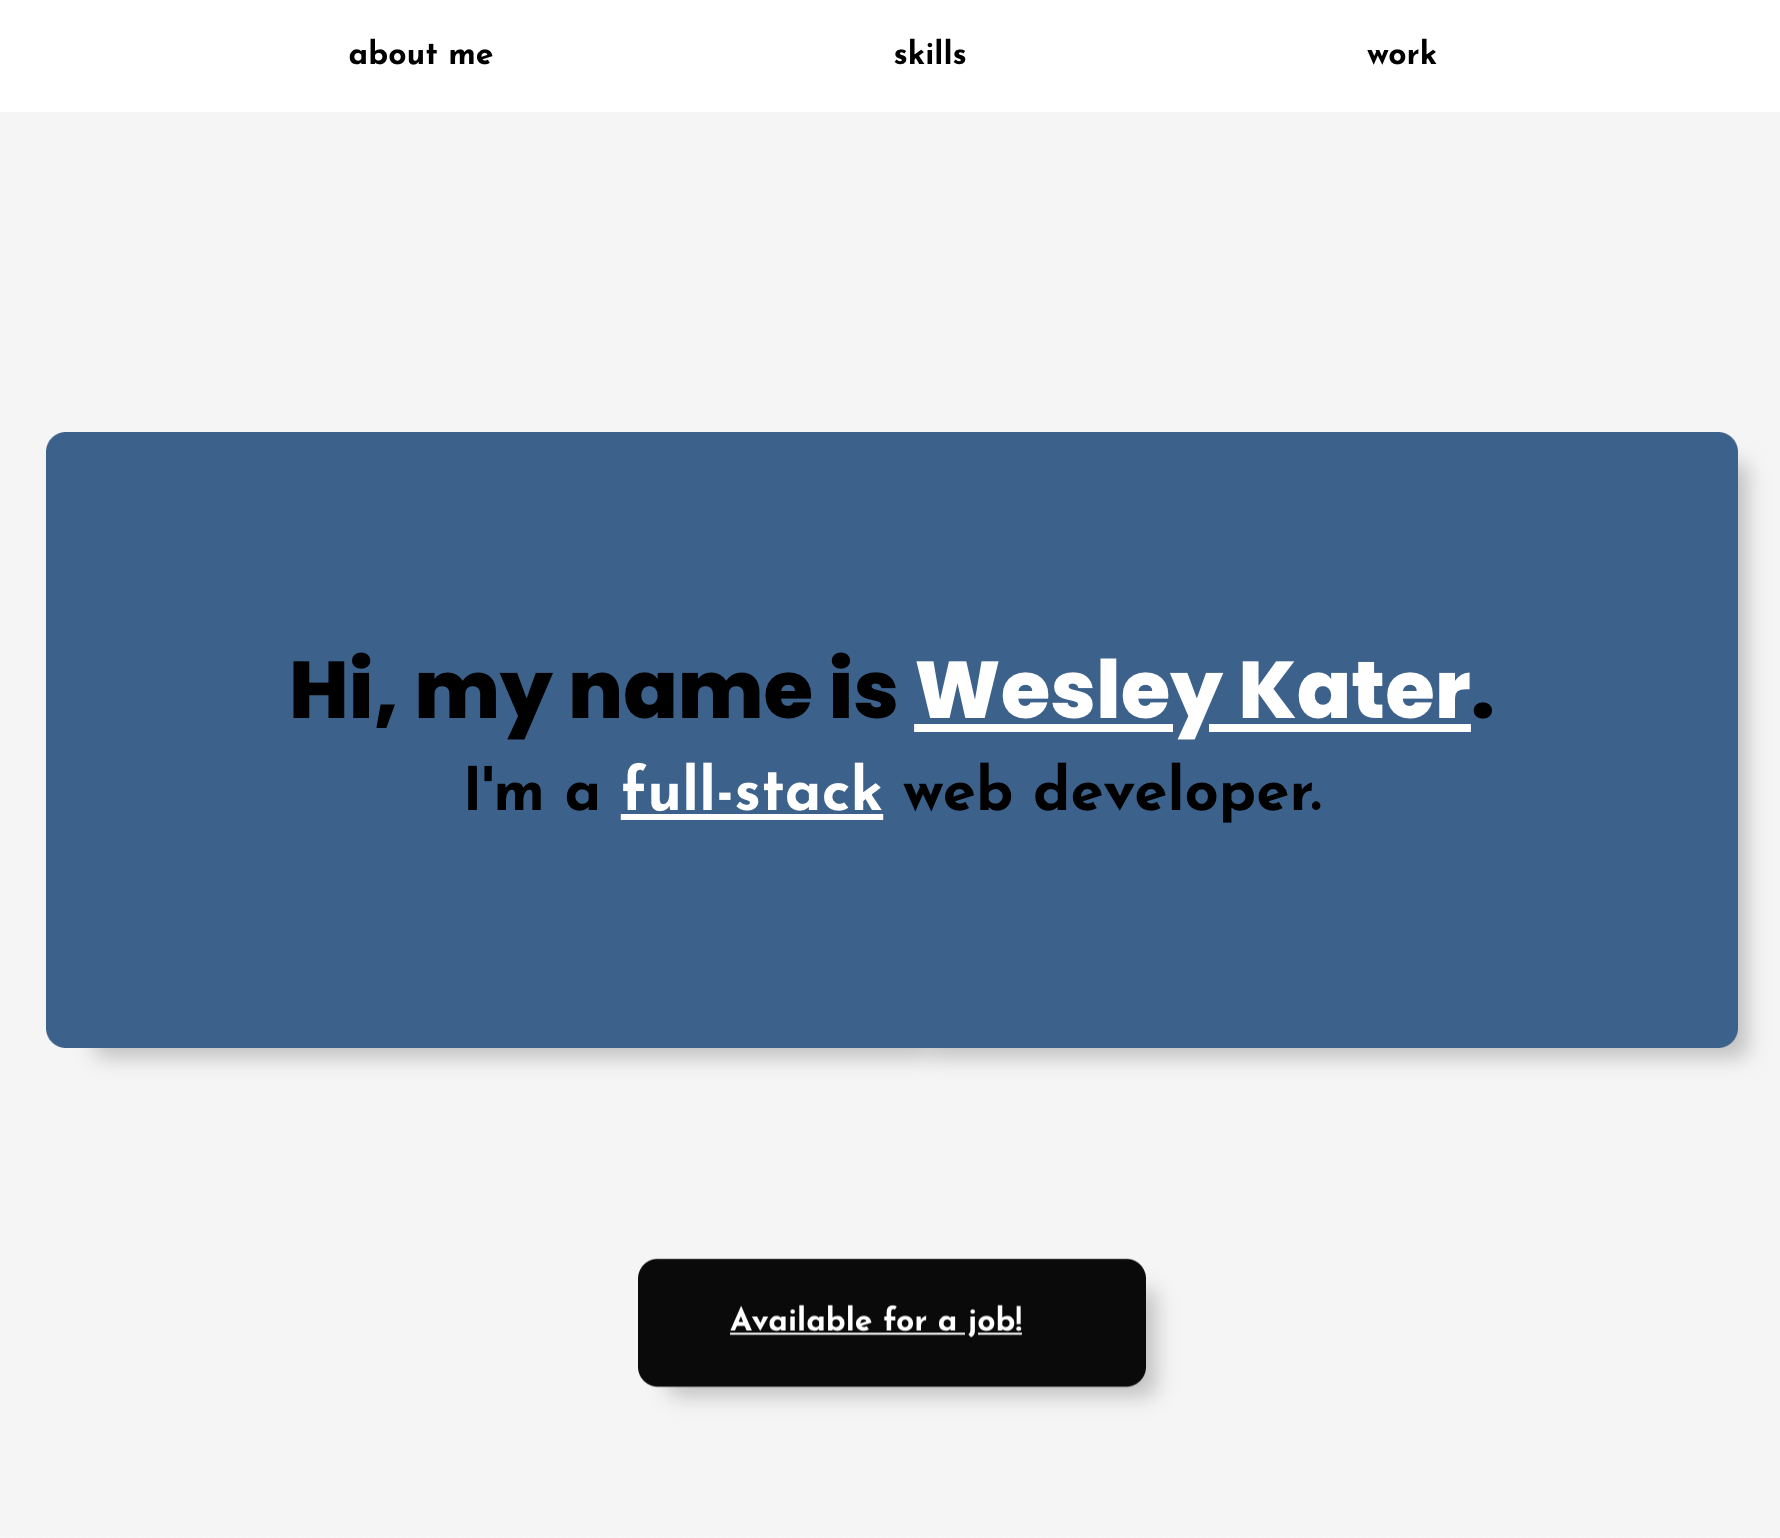 about me skills work
Hi, my name is Wesley Kater.
I'm a full-stack web developer.
Available for a job!